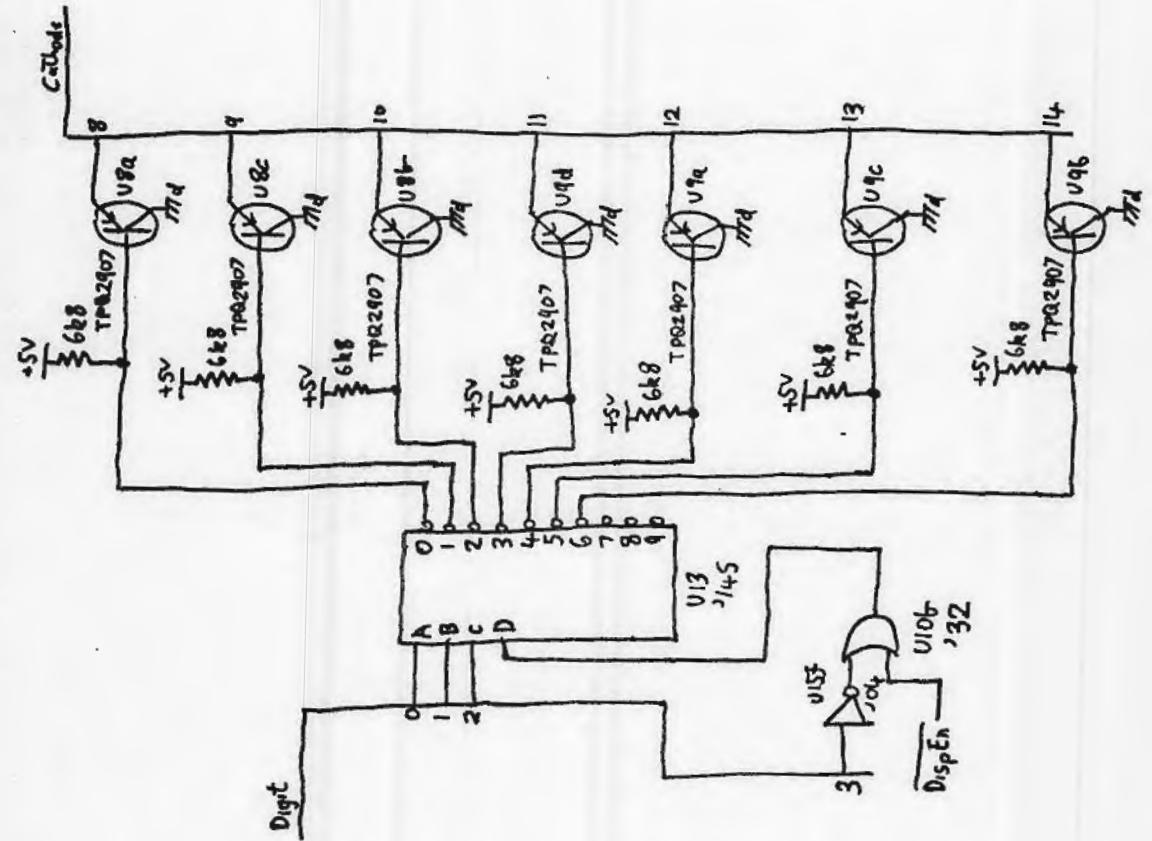 Cathode
8
9
10
11
12
13
14
U8a
U8c
U8b
U9d
U9a
U9c
U9b
d
d
d
d
d
d
d
TPQ2907
TPQ2907
TPQ2907
TPQ2907
TPQ2907
TPQ2907
TPQ2907
+5V
6k8
+5V
6k8
+5V
6k8
+5V
6k8
+5V
6k8
+5V
6k8
+5V
6k8
0
1
2
3
4
5
6
7
8
9
A
B
C
D
U13
'145
0
1
2
3
Digit
'04
U10b
'32
DispEn